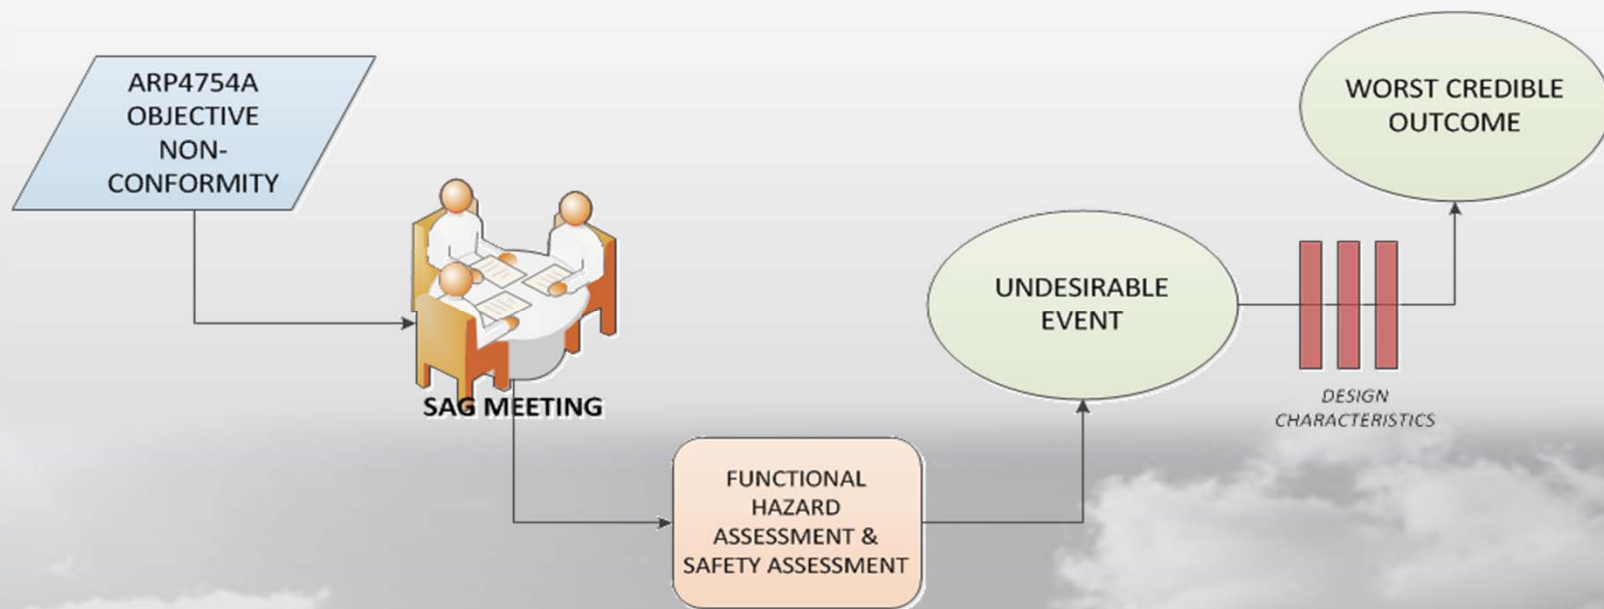 ARP4754A
OBJECTIVE
NON-
CONFORMITY
SAG MEETING
FUNCTIONAL
HAZARD
ASSESSMENT &
SAFETY ASSESSMENT
UNDESIRABLE
EVENT
DESIGN
CHARACTERISTICS
WORST CREDIBLE
OUTCOME